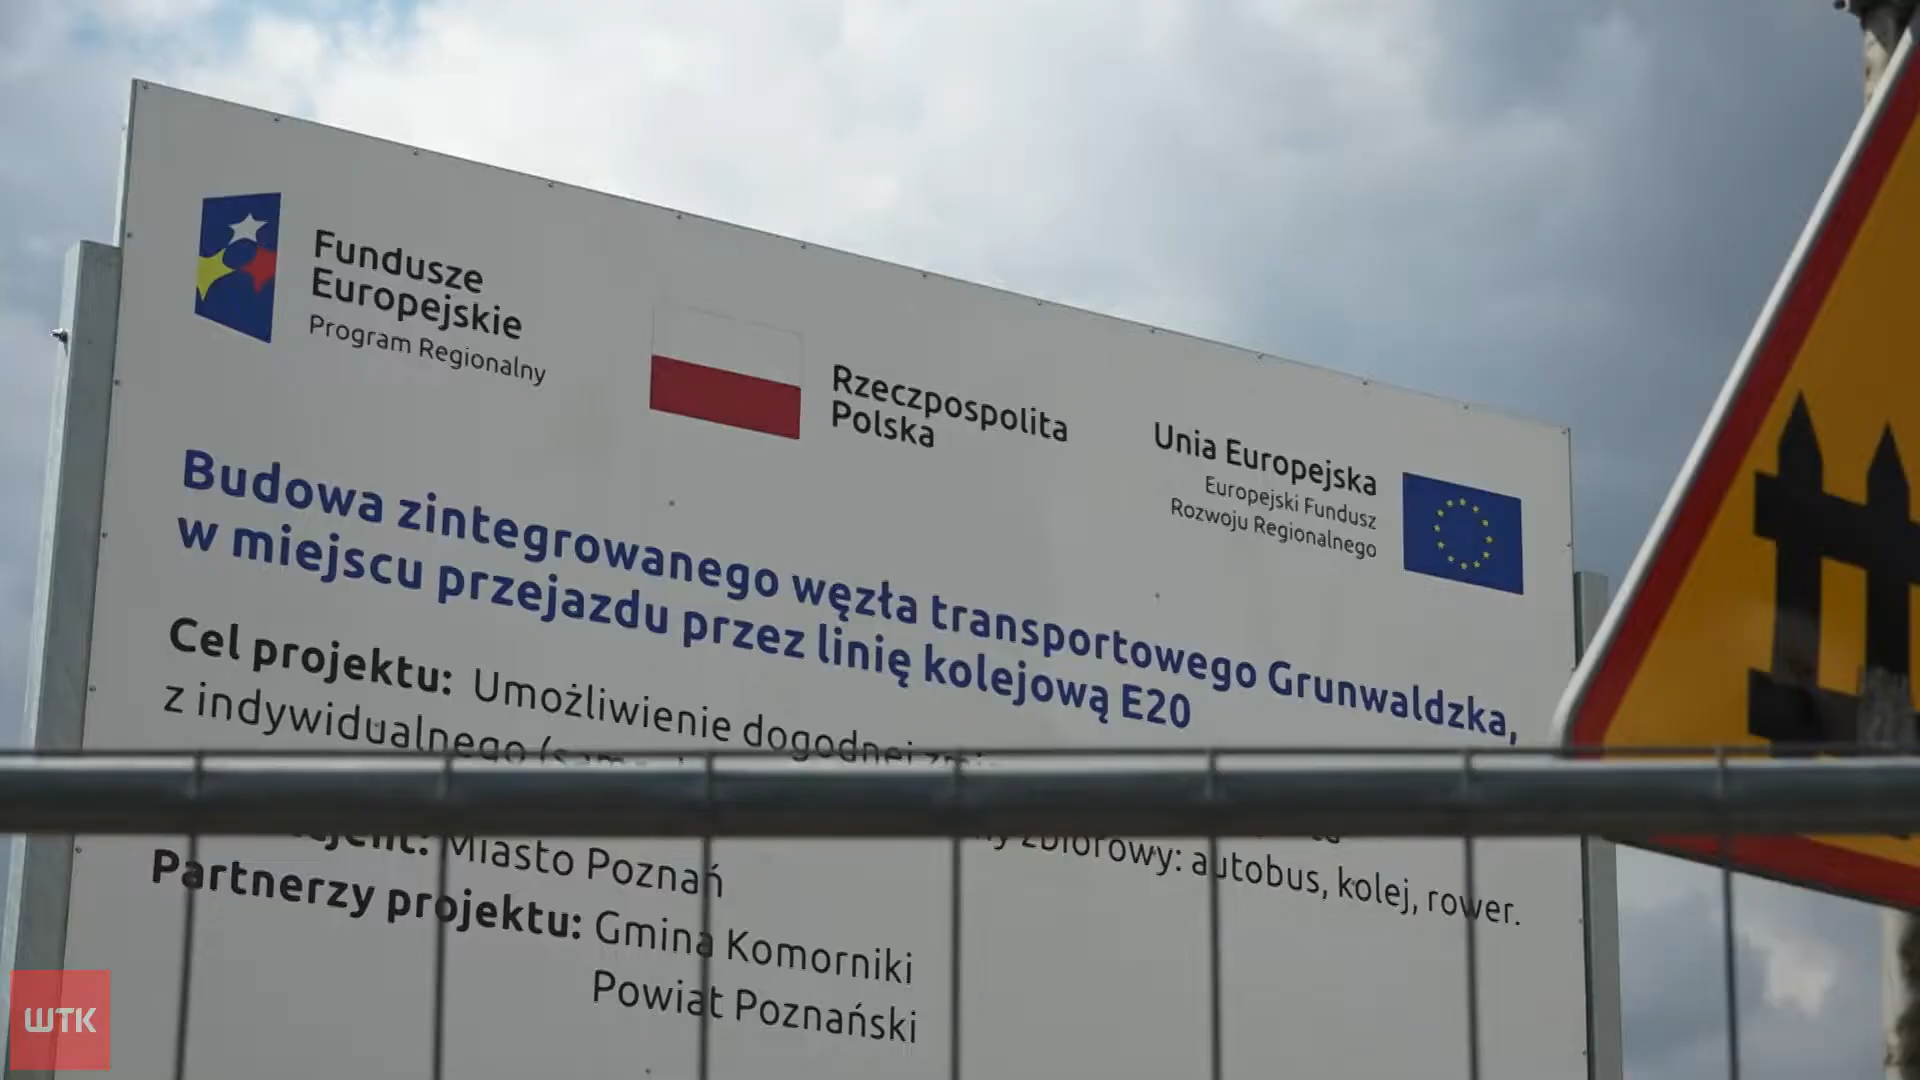 Fundusze
Europejskie
Program Regionalny
Rzeczpospolita
Polska
Unia Europejska
Europejski Fundusz
Rozwoju Regionalnego
Budowa zintegrowanego węzła transportowego Grunwaldzka,
w miejscu przejazdu przez linię kolejową E20
Cel projektu: Umożliwienie dogodnej
z indywidualnego
zbiorowy: autobus, kolej, rower.
Miasto Poznań
Partnerzy projektu: Gmina Komorniki
Powiat Poznański
WTK